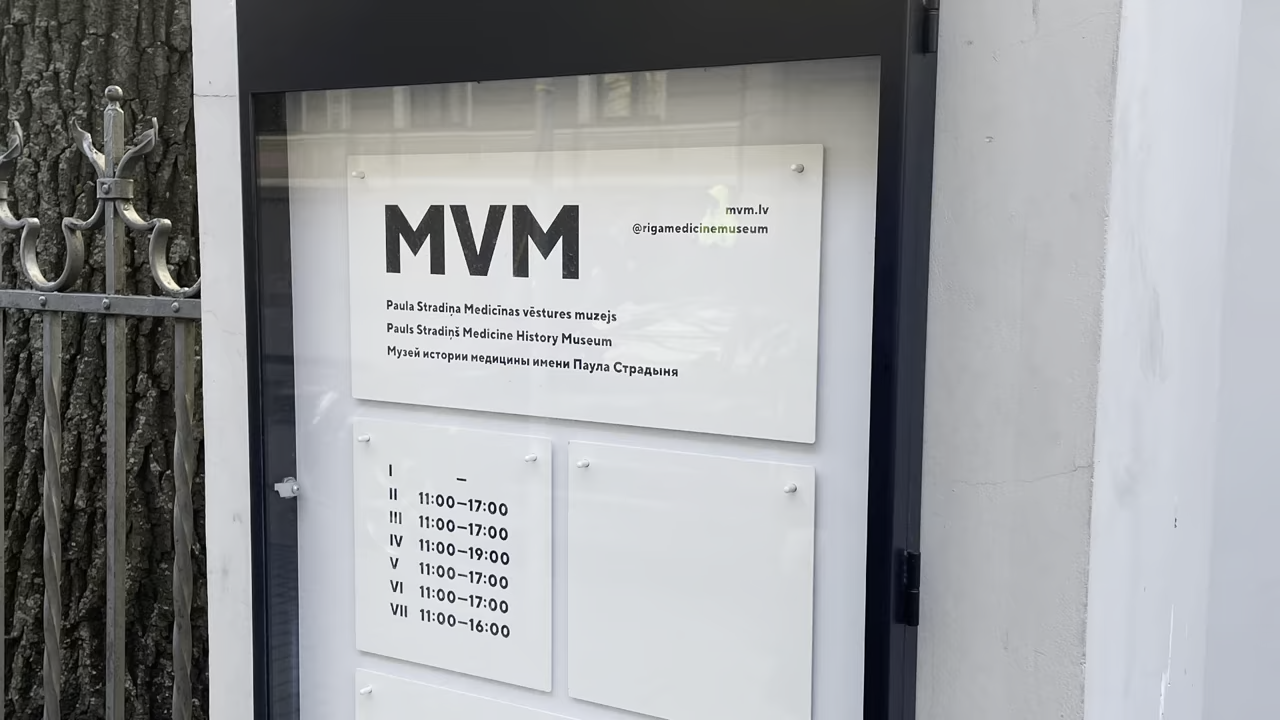 MVM
mvm.lv
@rigamedicinemuseum
Paula Stradiņa Medicīnas vēstures muzejs
Pauls Stradiņš Medicine History Museum
Музей истории медицины имени Паула Страдыня
I –
II 11:00–17:00
III 11:00–17:00
IV 11:00–19:00
V 11:00–17:00
VI 11:00–17:00
VII 11:00–16:00